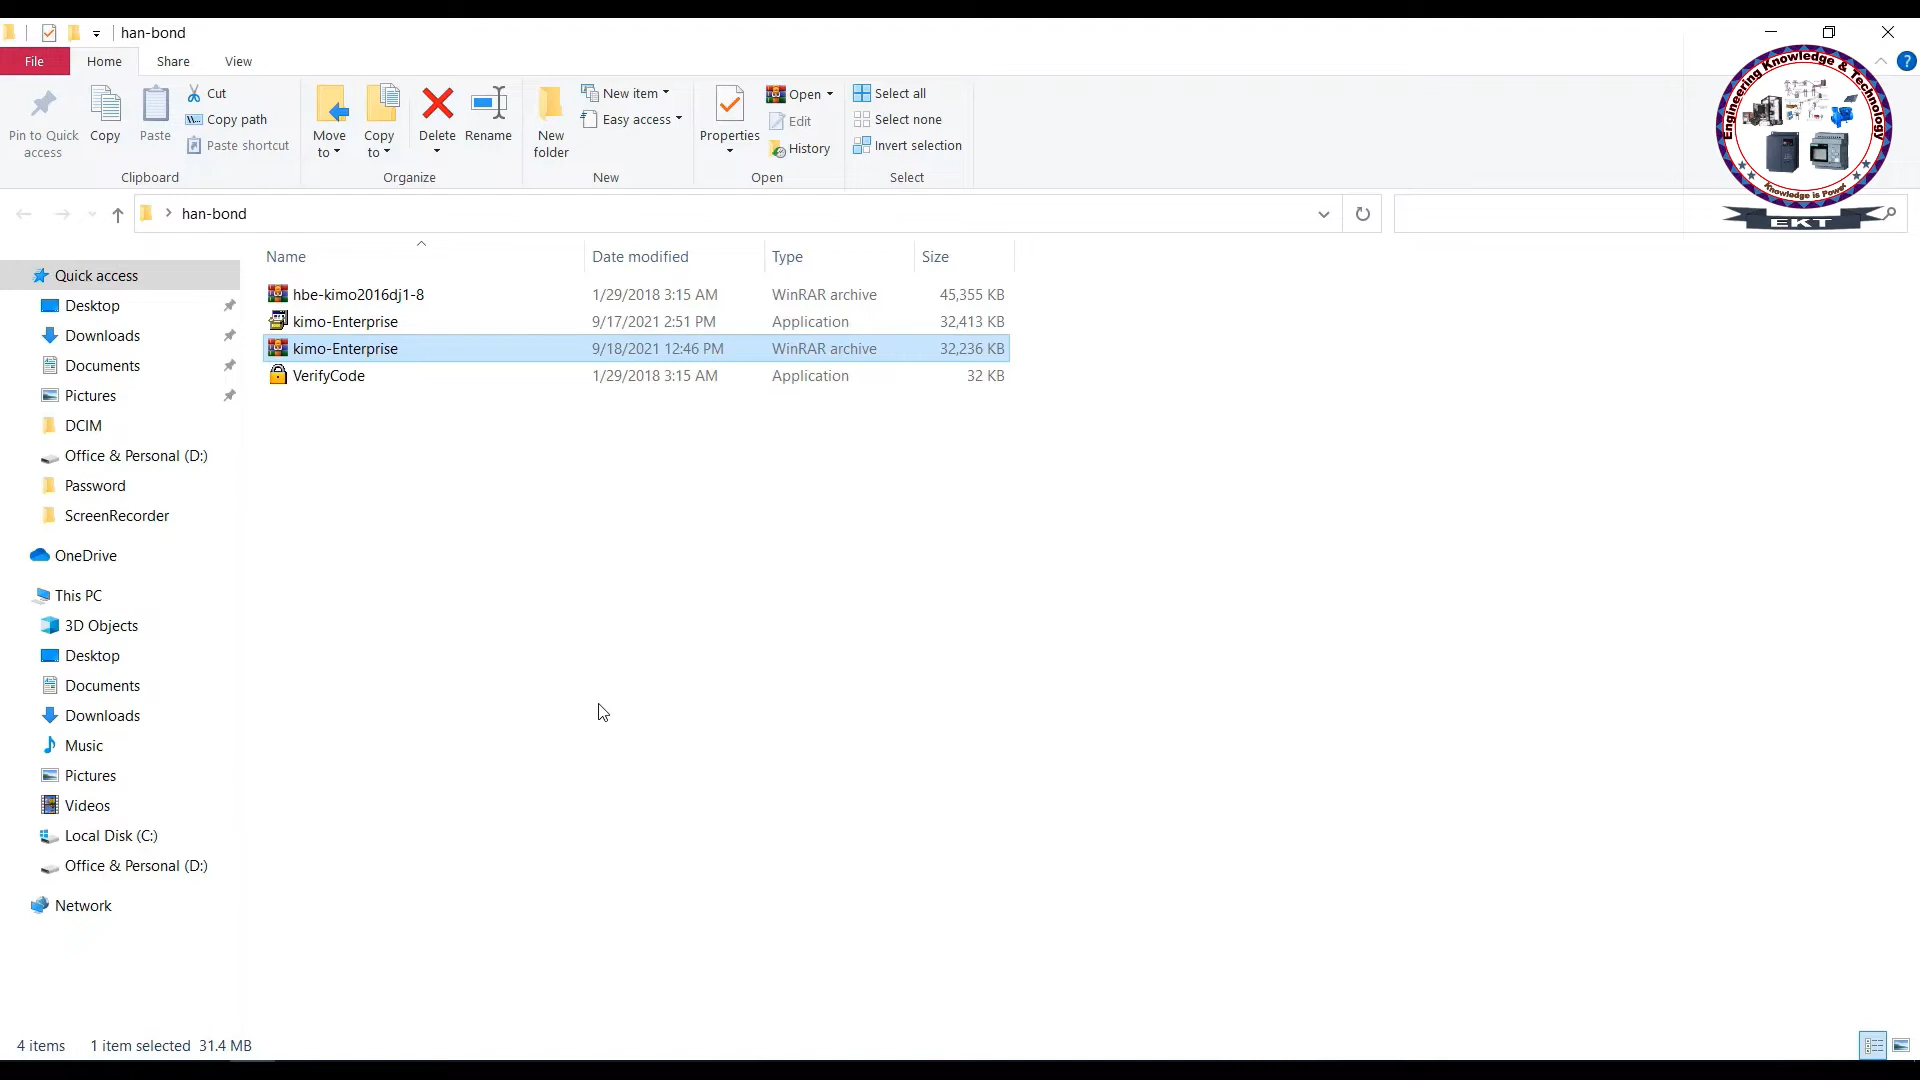 han-bond
File Home Share View
Pin to Quick access
Copy
Paste
Cut
Copy path
Paste shortcut
Clipboard
Move to
Copy to
Delete
Rename
Organize
New folder
New item
Easy access
New
Properties
Open
Edit
History
Open
Select all
Select none
Invert selection
Select
?
Engineering Knowledge & Technology
Knowledge is Power
EKT
han-bond
Name Date modified Type Size
hbe-kimo2016dj1-8 1/29/2018 3:15 AM WinRAR archive 45,355 KB
kimo-Enterprise 9/17/2021 2:51 PM Application 32,413 KB
kimo-Enterprise 9/18/2021 12:46 PM WinRAR archive 32,236 KB
VerifyCode 1/29/2018 3:15 AM Application 32 KB
Quick access
Desktop
Downloads
Documents
Pictures
DCIM
Office & Personal (D:)
Password
ScreenRecorder
OneDrive
This PC
3D Objects
Desktop
Documents
Downloads
Music
Pictures
Videos
Local Disk (C:)
Office & Personal (D:)
Network
4 items 1 item selected 31.4 MB